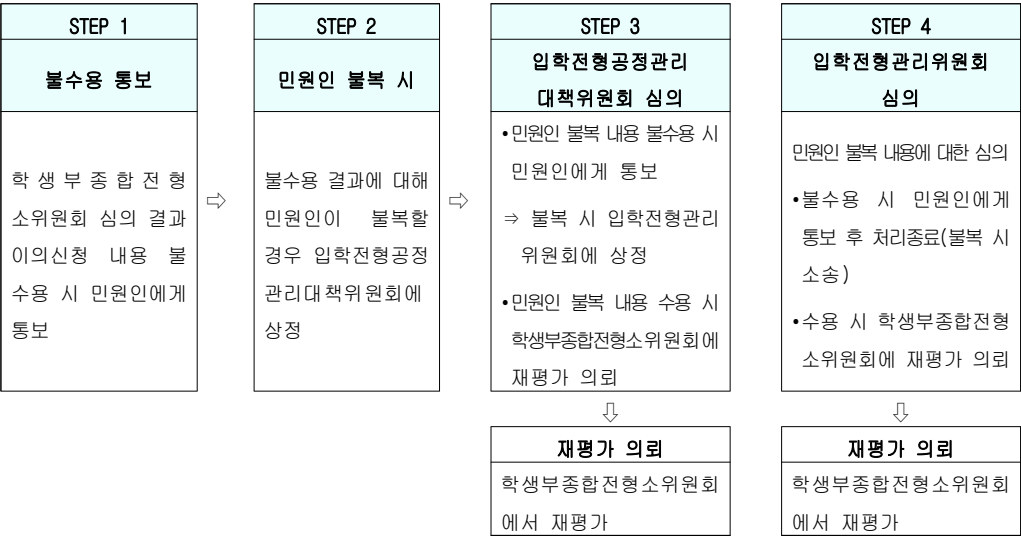 STEP 1
불수용 통보
학생부종합전형
소위원회 심의 결과
이의신청 내용 불
수용 시 민원인에게
통보
⇨
STEP 2
민원인 불복 시
불수용 결과에 대해
민원인이 불복할
경우 입학전형공정
관리대책위원회에
상정
⇨
STEP 3
입학전형공정관리
대책위원회 심의
•민원인 불복 내용 불수용 시
민원인에게 통보
⇒ 불복 시 입학전형관리
위원회에 상정
•민원인 불복 내용 수용 시
학생부종합전형소위원회에
재평가 의뢰
⇩
재평가 의뢰
학생부종합전형소위원회
에서 재평가
STEP 4
입학전형관리위원회
심의
민원인 불복 내용에 대한 심의
•불수용 시 민원인에게
통보 후 처리종료(불복 시
소송)
•수용 시 학생부종합전형
소위원회에 재평가 의뢰
⇩
재평가 의뢰
학생부종합전형소위원회
에서 재평가